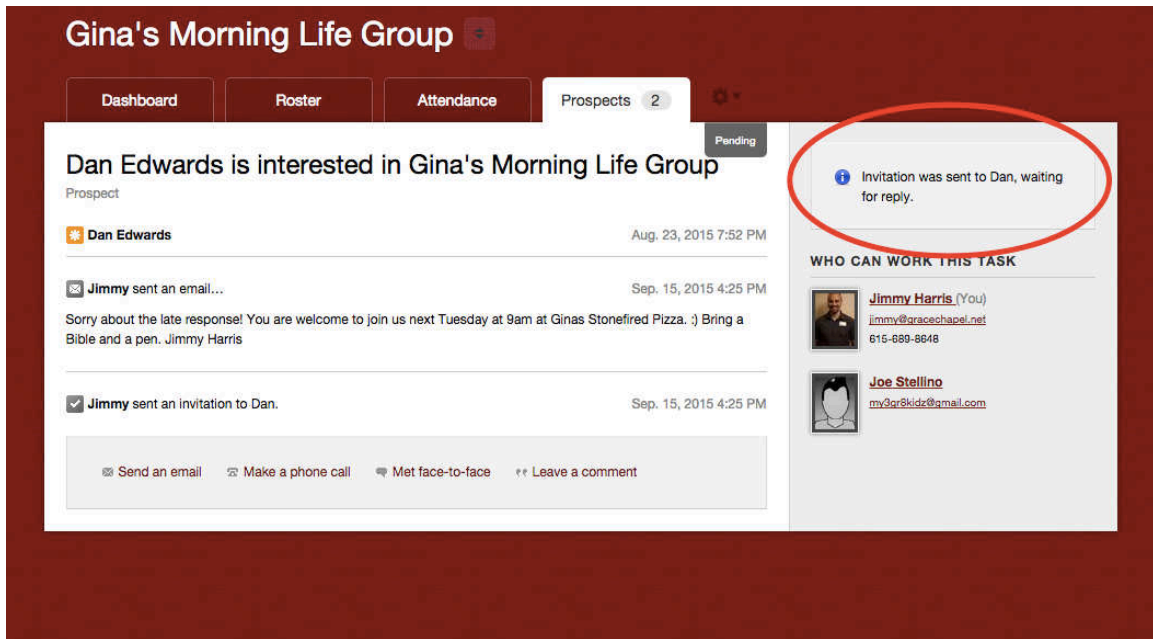 Gina's Morning Life Group
Dashboard
Roster
Attendance
Prospects 2
Pending
Dan Edwards is interested in Gina's Morning Life Group
Prospect
Dan Edwards Aug. 23, 2015 7:52 PM
Jimmy sent an email... Sep. 15, 2015 4:25 PM
Sorry about the late response! You are welcome to join us next Tuesday at 9am at Ginas Stonefired Pizza. :) Bring a
Bible and a pen. Jimmy Harris
Jimmy sent an invitation to Dan. Sep. 15, 2015 4:25 PM
Send an email Make a phone call Met face-to-face Leave a comment
Invitation was sent to Dan, waiting
for reply.
WHO CAN WORK THIS TASK
Jimmy Harris (You)
jimmy@gracechapel.net
615-689-8648
Joe Stellino
my3gr8kidz@gmail.com